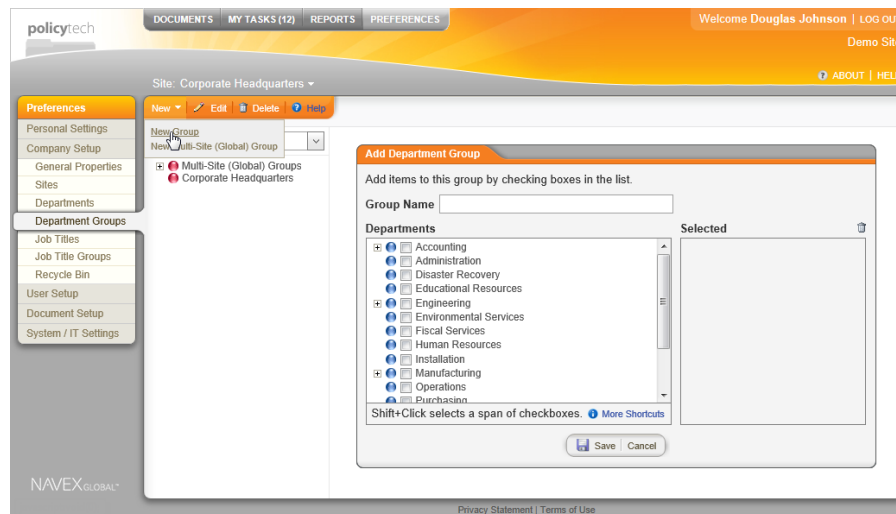 policytech
DOCUMENTS MY TASKS (12) REPORTS PREFERENCES
Welcome Douglas Johnson | LOG OU
Demo Sit
Site: Corporate Headquarters
ABOUT | HEL
Preferences
Personal Settings
Company Setup
General Properties
Sites
Departments
Department Groups
Job Titles
Job Title Groups
Recycle Bin
User Setup
Document Setup
System / IT Settings
NAVEX GLOBAL
New Edit Delete Help
New Group
New Multi-Site (Global) Group
Multi-Site (Global) Groups
Corporate Headquarters
Add Department Group
Add items to this group by checking boxes in the list.
Group Name
Departments
Selected
Accounting
Administration
Disaster Recovery
Educational Resources
Engineering
Environmental Services
Fiscal Services
Human Resources
Installation
Manufacturing
Operations
Purchasing
Shift+Click selects a span of checkboxes. More Shortcuts
Save Cancel
Privacy Statement | Terms of Use